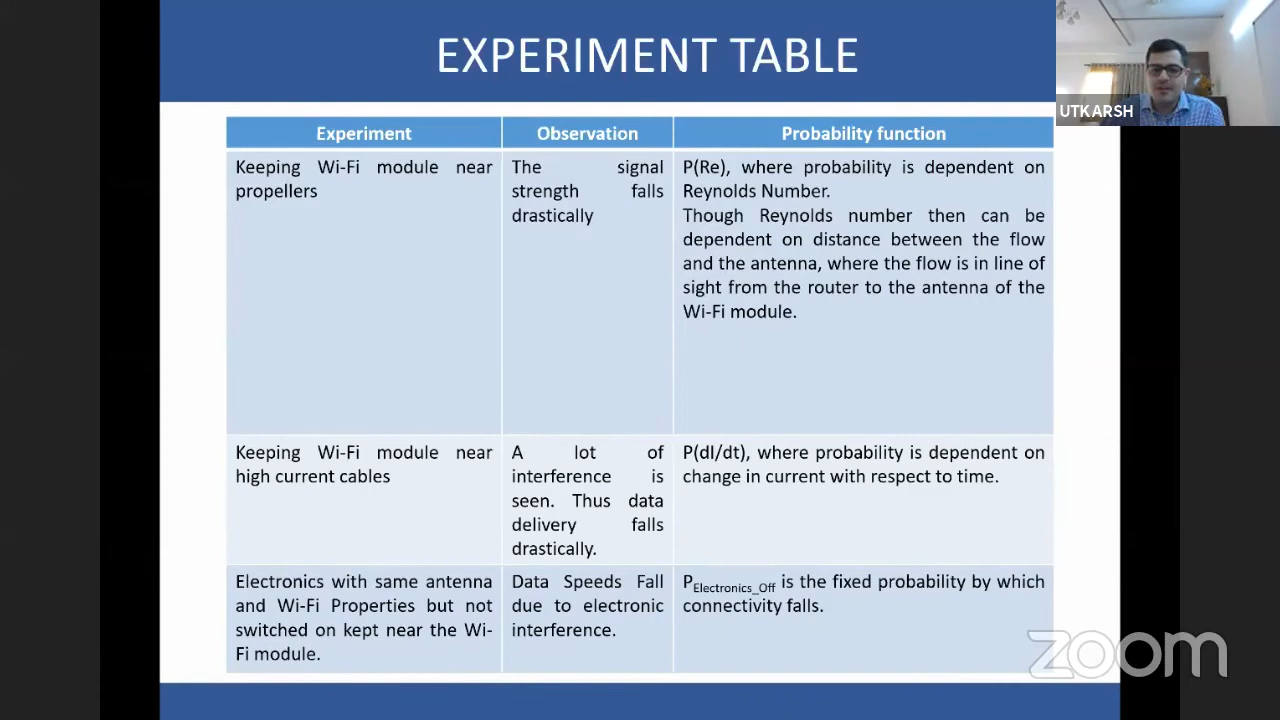 EXPERIMENT TABLE
UTKARSH
Experiment
Observation
Probability function
Keeping Wi-Fi module near
propellers
The signal
strength falls
drastically
P(Re), where probability is dependent on
Reynolds Number.
Though Reynolds number then can be
dependent on distance between the flow
and the antenna, where the flow is in line of
sight from the router to the antenna of the
Wi-Fi module.
Keeping Wi-Fi module near
high current cables
A lot of
interference is
seen. Thus data
delivery falls
drastically.
P(dI/dt), where probability is dependent on
change in current with respect to time.
Electronics with same antenna
and Wi-Fi Properties but not
switched on kept near the Wi-
Fi module.
Data Speeds Fall
due to electronic
interference.
PElectronics_Off is the fixed probability by which
connectivity falls.
zoom